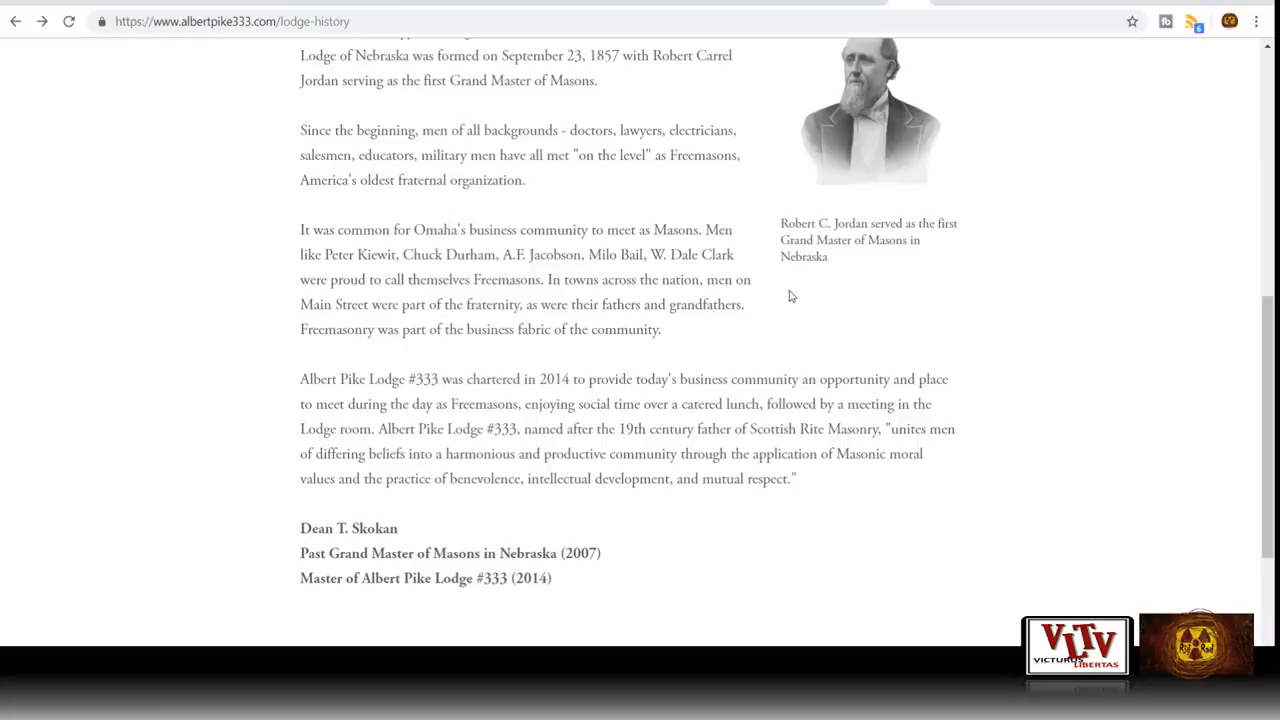 https://www.albertpike333.com/lodge-history
6
Lodge of Nebraska was formed on September 23, 1857 with Robert Carrel
Jordan serving as the first Grand Master of Masons.
Since the beginning, men of all backgrounds - doctors, lawyers, electricians,
salesmen, educators, military men have all met "on the level" as Freemasons,
America's oldest fraternal organization.
Robert C. Jordan served as the first
Grand Master of Masons in
Nebraska
It was common for Omaha's business community to meet as Masons. Men
like Peter Kiewit, Chuck Durham, A.F. Jacobson, Milo Bail, W. Dale Clark
were proud to call themselves Freemasons. In towns across the nation, men on
Main Street were part of the fraternity, as were their fathers and grandfathers.
Freemasonry was part of the business fabric of the community.
Albert Pike Lodge #333 was chartered in 2014 to provide today's business community an opportunity and place
to meet during the day as Freemasons, enjoying social time over a catered lunch, followed by a meeting in the
Lodge room. Albert Pike Lodge #333, named after the 19th century father of Scottish Rite Masonry, "unites men
of differing beliefs into a harmonious and productive community through the application of Masonic moral
values and the practice of benevolence, intellectual development, and mutual respect."
Dean T. Skokan
Past Grand Master of Masons in Nebraska (2007)
Master of Albert Pike Lodge #333 (2014)
VLTV
VICTURUS
LIBERTAS